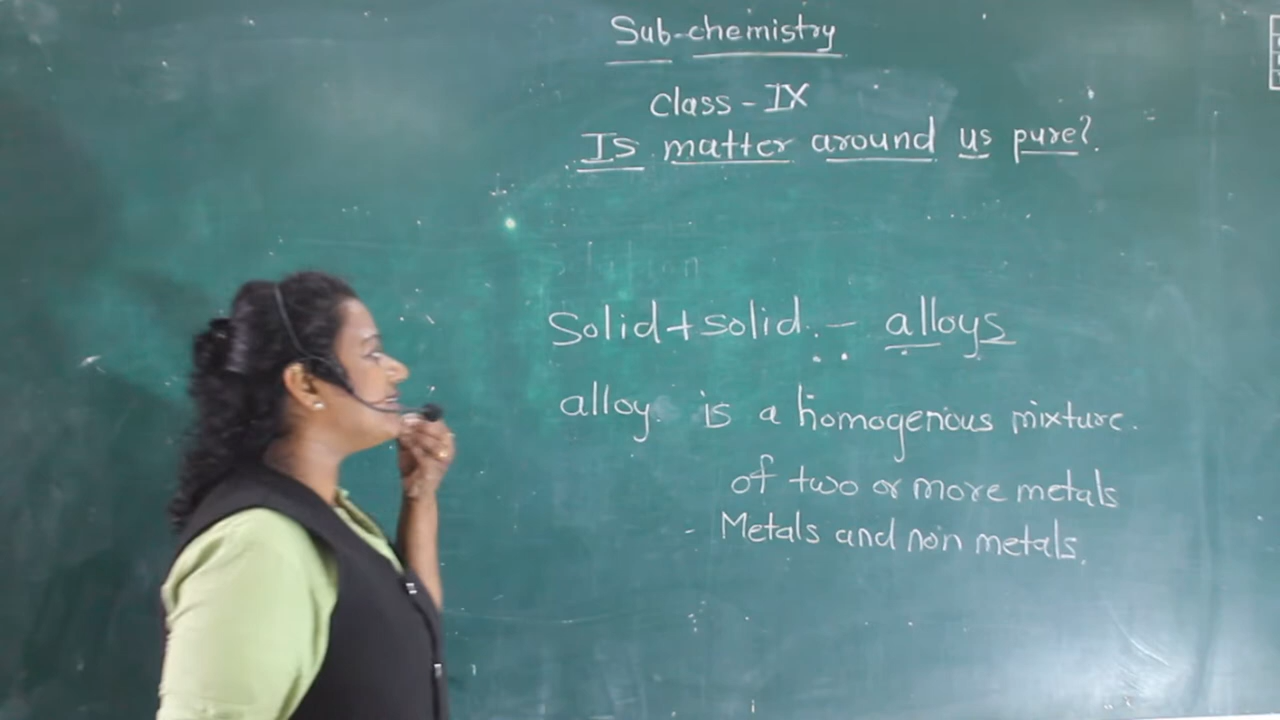 Sub-chemistry
Class - IX
Is matter around us pure?
Solid + solid :- alloys
alloy is a homogenious mixture.
of two or more metals
- Metals and non metals.